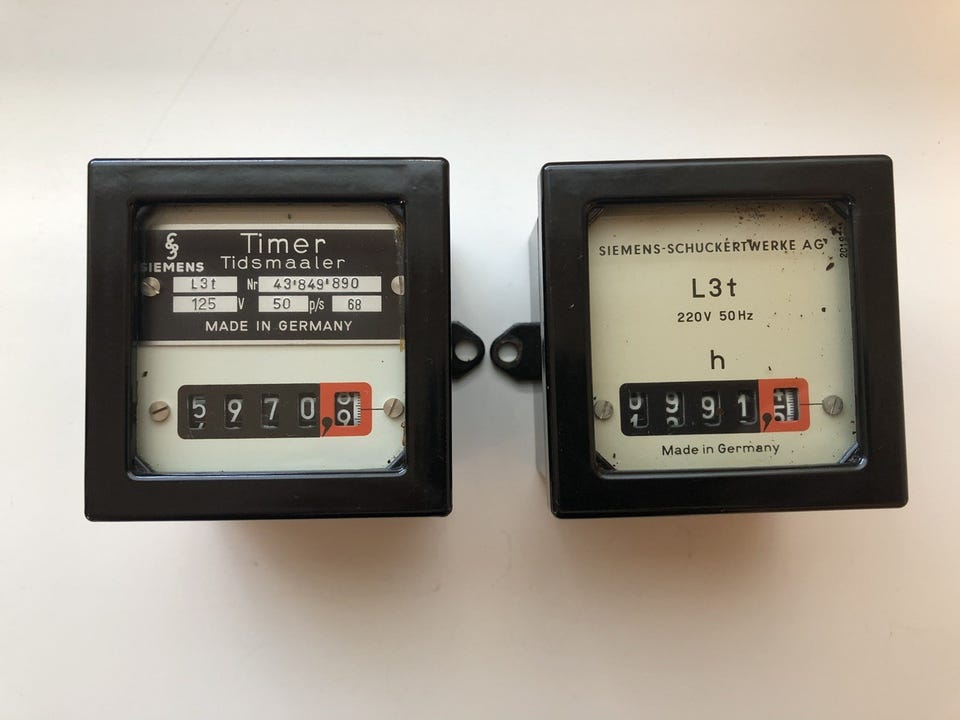 Timer
SIEMENS Tidsmaaler
L3t Nr 43'849'890
125 V 50 p/s 68
MADE IN GERMANY
5970,
SIEMENS-SCHUCKERTWERKE AG
L3t
220V 50Hz
h
Made in Germany